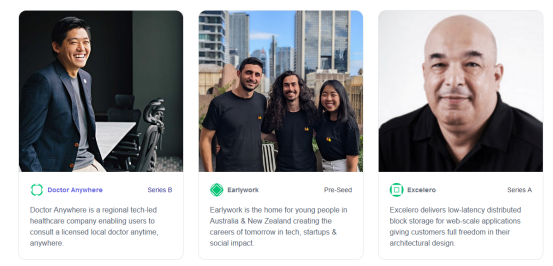 Doctor Anywhere Series B
Doctor Anywhere is a regional tech-led
healthcare company enabling users to
consult a licensed local doctor anytime,
anywhere.
Earlywork Pre-Seed
Earlywork is the home for young people in
Australia & New Zealand creating the
careers of tomorrow in tech, startups &
social impact.
Excelero Series A
Excelero delivers low-latency distributed
block storage for web-scale applications
giving customers full freedom in their
architectural design.